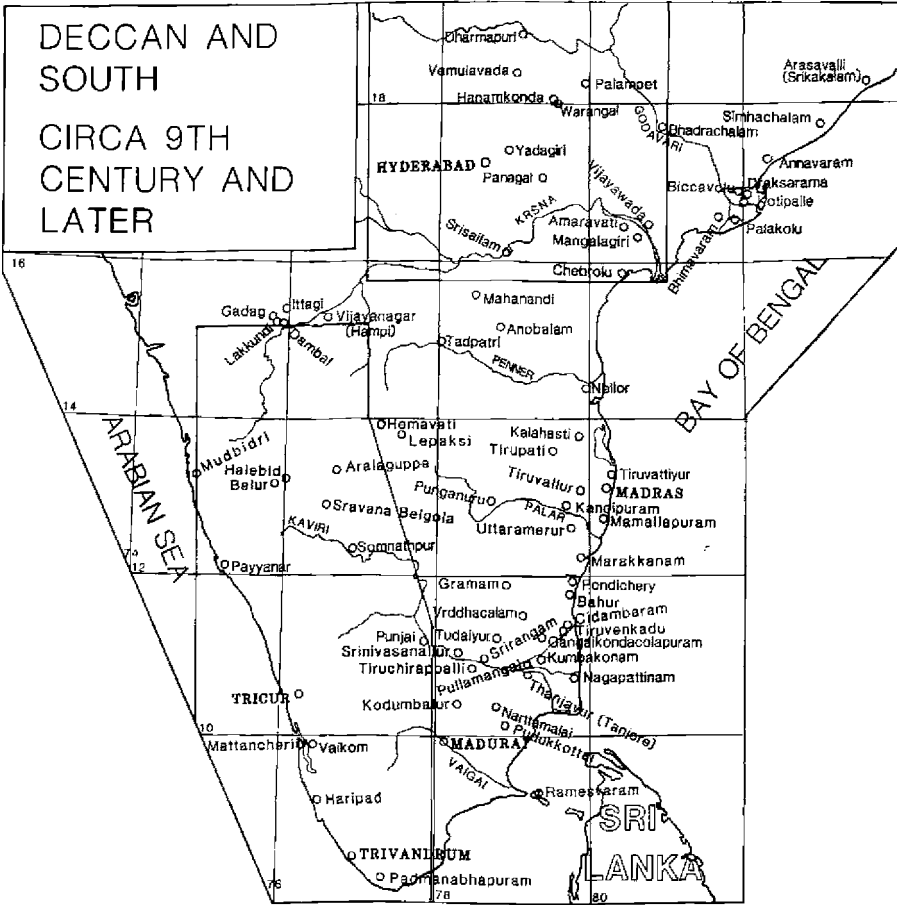 DECCAN AND
SOUTH
CIRCA 9TH
CENTURY AND
LATER
Dharmapuri
Vemulavada
Palampet
Arasavalli
(Srikakalam)
18
Hanamkonda
Warangal
GODAVARI
Bhadrachalam
Simhachalam
Yadagiri
HYDERABAD
Annavaram
Panagal
Vijayawada
Biccavolu
Draksarama
Kotipalle
KRSNA
Amaravati
Palakolu
Mangalagiri
Srisailam
Bhimavaram
16
Chebrolu
Mahanandi
Ittagi
Gadag
Vijayanagar
(Hampi)
Anobalam
Lakkundi
Dambal
Tadpatri
PENNER
BAY OF BENGAL
Nellor
14
ARABIAN SEA
Hemavati
Lepaksi
Kalahasti
Tirupati
Mudbidri
Aralaguppa
Halebid
Belur
Tiruvattiyur
Tiruvallur
MADRAS
Punganuru
Sravana Belgola
PALAR
Kancipuram
Mamallapuram
KAVIRI
Uttaramerur
Somnathpur
Marakkanam
12
Payyanar
Gramam
Pondichery
Bahur
Vrddhacalam
Cidambaram
Tiruvenkadu
Punjai
Tudaiyur
Srirangam
Gangaikondacolapuram
Srinivasanallur
Kumbakonam
Tiruchirappalli
Pullamangai
Nagapattinam
TRICUR
Kodumbalur
Thanjavur (Tanjore)
Nartamalai
Pudukkottai
10
Mattancheri
Vaikom
MADURAI
VAIGAI
Haripad
Ramesvaram
SRI
LANKA
TRIVANDRUM
Padmanabhapuram
76
78
80